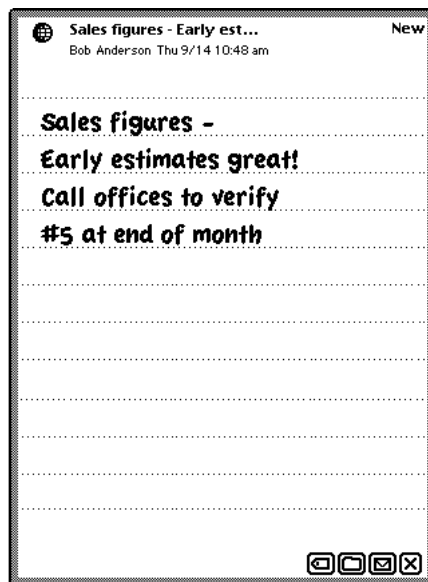 Sales figures - Early est... New
Bob Anderson Thu 9/14 10:48 am
Sales figures -
Early estimates great!
Call offices to verify
#5 at end of month